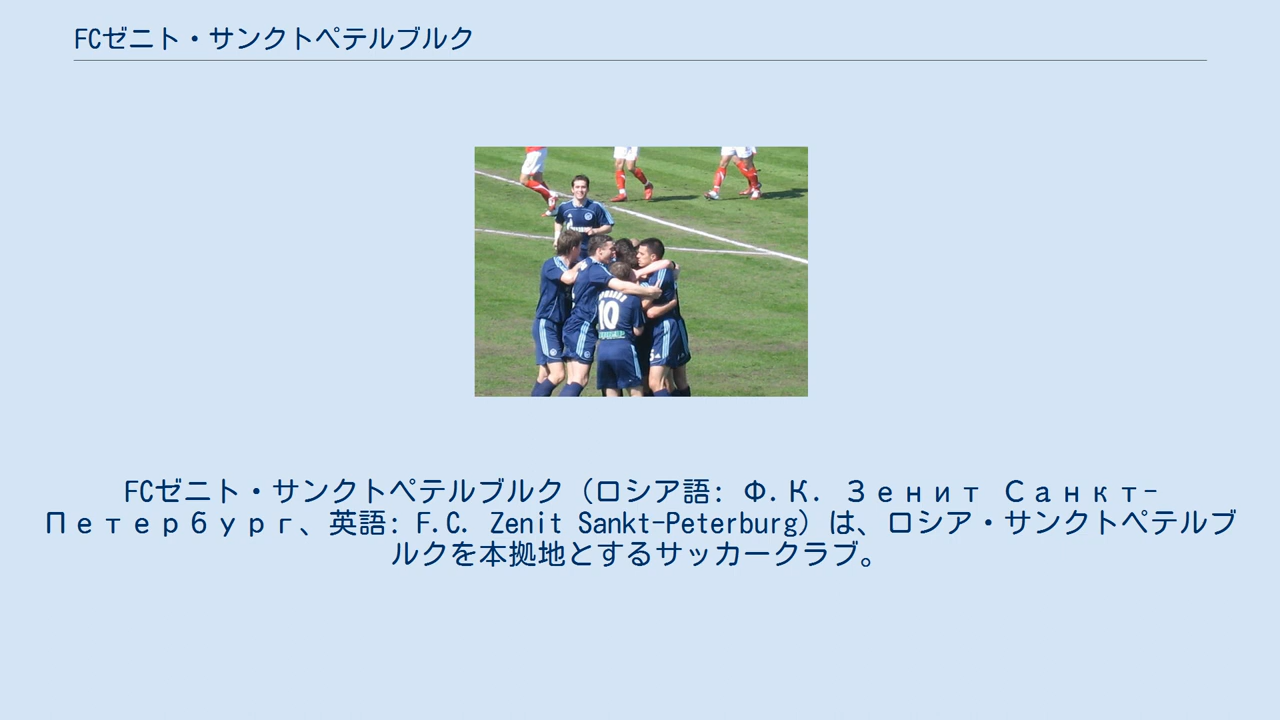 FCゼニト・サンクトペテルブルク
10
FCゼニト・サンクトペテルブルク（ロシア語: Ф.К. Зенит Санкт-
Петербург、英語: F.C. Zenit Sankt-Peterburg）は、ロシア・サンクトペテルブ
ルクを本拠地とするサッカークラブ。